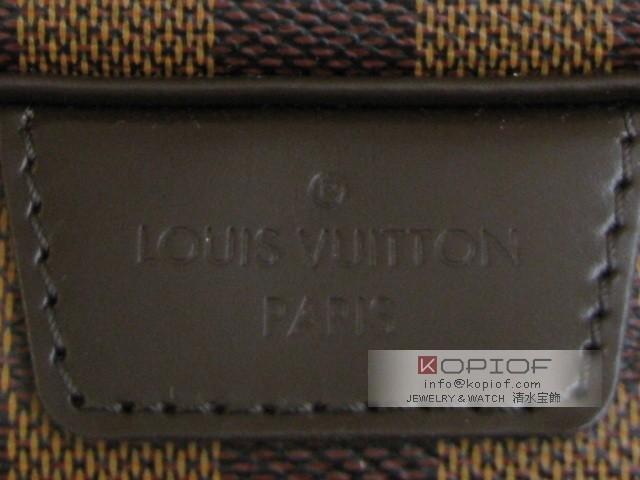 ®
LOUIS VUITTON
PARIS
KOPIOF
info@kopiof.com
JEWELRY & WATCH 清水宝飾